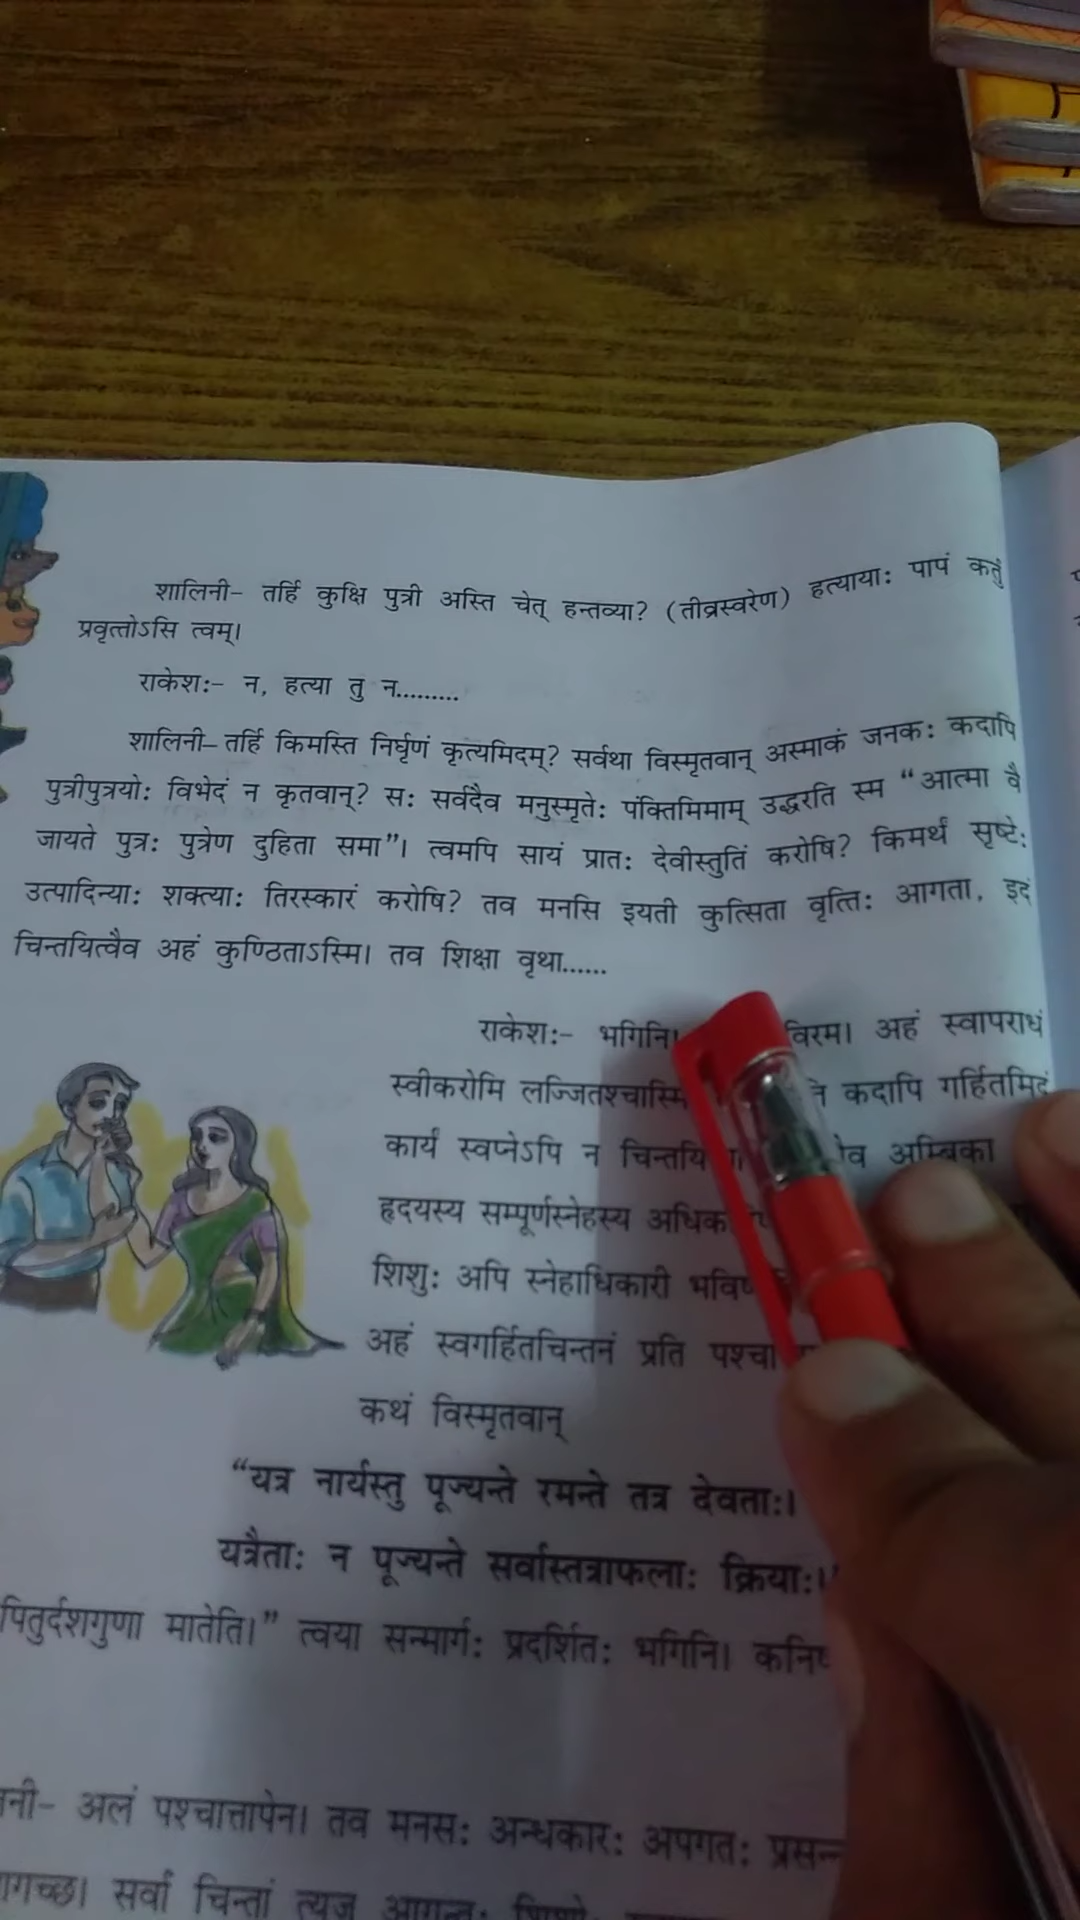 शालिनी- तर्हि कुक्षि पुत्री अस्ति चेत् हन्तव्या? (तीव्रस्वरेण) हत्यायाः पापं कर्तुं
प्रवृत्तोऽसि त्वम्।
राकेशः- न, हत्या तु न.........
शालिनी- तर्हि किमस्ति निर्घृणं कृत्यमिदम्? सर्वथा विस्मृतवान् अस्माकं जनकः कदापि
पुत्रीपुत्रयोः विभेदं न कृतवान्? सः सर्वदैव मनुस्मृतेः पंक्तिमिमाम् उद्धरति स्म “आत्मा वै
जायते पुत्रः पुत्रेण दुहिता समा”। त्वमपि सायं प्रातः देवीस्तुतिं करोषि? किमर्थं सृष्टेः
उत्पादिन्याः शक्त्याः तिरस्कारं करोषि? तव मनसि इयती कुत्सिता वृत्तिः आगता, इदं
चिन्तयित्वैव अहं कुण्ठिताऽस्मि। तव शिक्षा वृथा......
राकेशः- भगिनि। विरम। अहं स्वापराधं
स्वीकरोमि लज्जितश्चास्मि कदापि गर्हितमिदं
कार्यं स्वप्नेऽपि न अम्बिका
हृदयस्य सम्पूर्णस्नेहस्य
शिशुः अपि स्नेहाधिकारी
अहं स्वगर्हितचिन्तनं प्रति
कथं विस्मृतवान्
“यत्र नार्यस्तु पूज्यन्ते रमन्ते तत्र देवताः।
यत्रैताः न पूज्यन्ते सर्वास्तत्राफलाः क्रियाः।
पितुर्दशगुणा मातेति।” त्वया सन्मार्गः प्रदर्शितः भगिनि।
अलं पश्चात्तापेन। तव मनसः अन्धकारः अपगतः
सर्वां चिन्तां त्यज